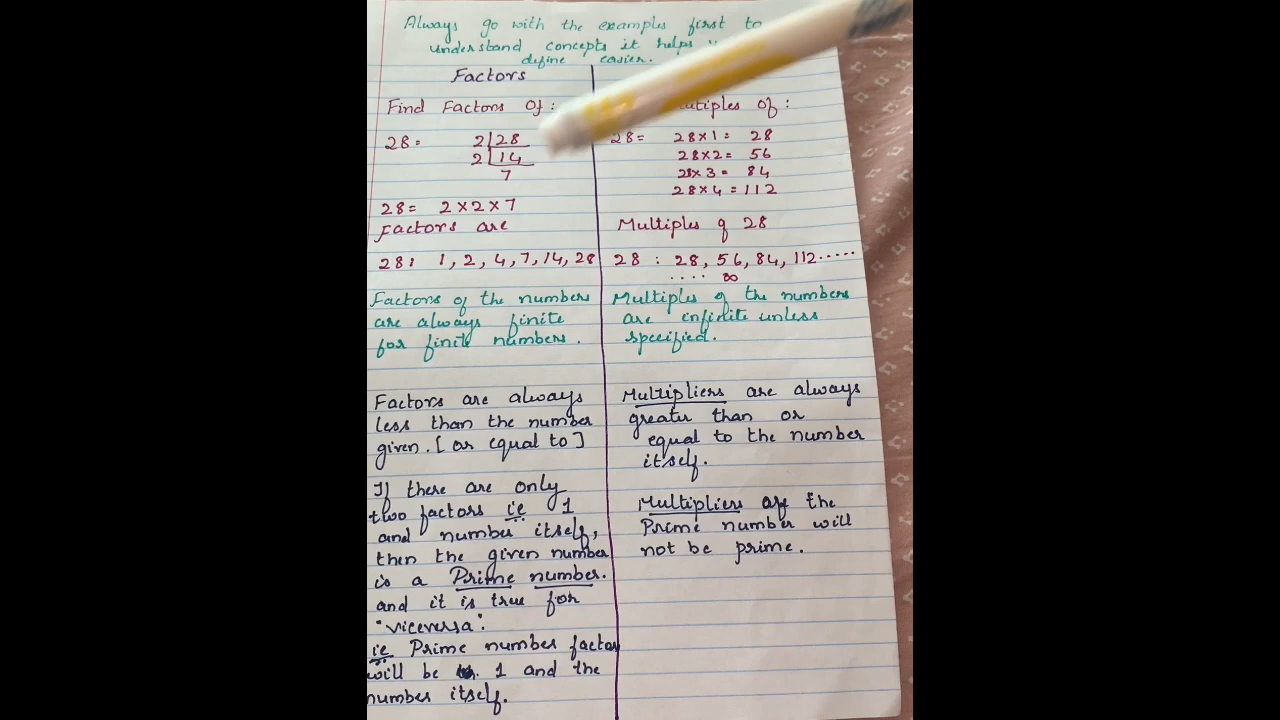 Always go with the examples first to
understand concepts it helps
define easier.
Factors
Find Factors Of:
28= 2 28
2 14
7
28= 2×2×7
Factors are
28: 1, 2, 4, 7, 14, 28
Factors of the numbers
are always finite
for finite numbers.
Factors are always
less than the number
given. [or equal to]
If there are only
two factors ie 1
and number itself,
then the given number
is a Prime number.
and it is true for
"viceversa".
ie Prime number factor
will be 1 and the
number itself.
of:
28= 28×1= 28
28×2= 56
28×3= 84
28×4=112
Multiples of 28
28 : 28, 56, 84, 112.....
.... ∞
Multiples of the numbers
are infinite unless
specified.
Multipliers are always
greater than or
equal to the number
itself.
Multipliers of the
Prime number will
not be prime.